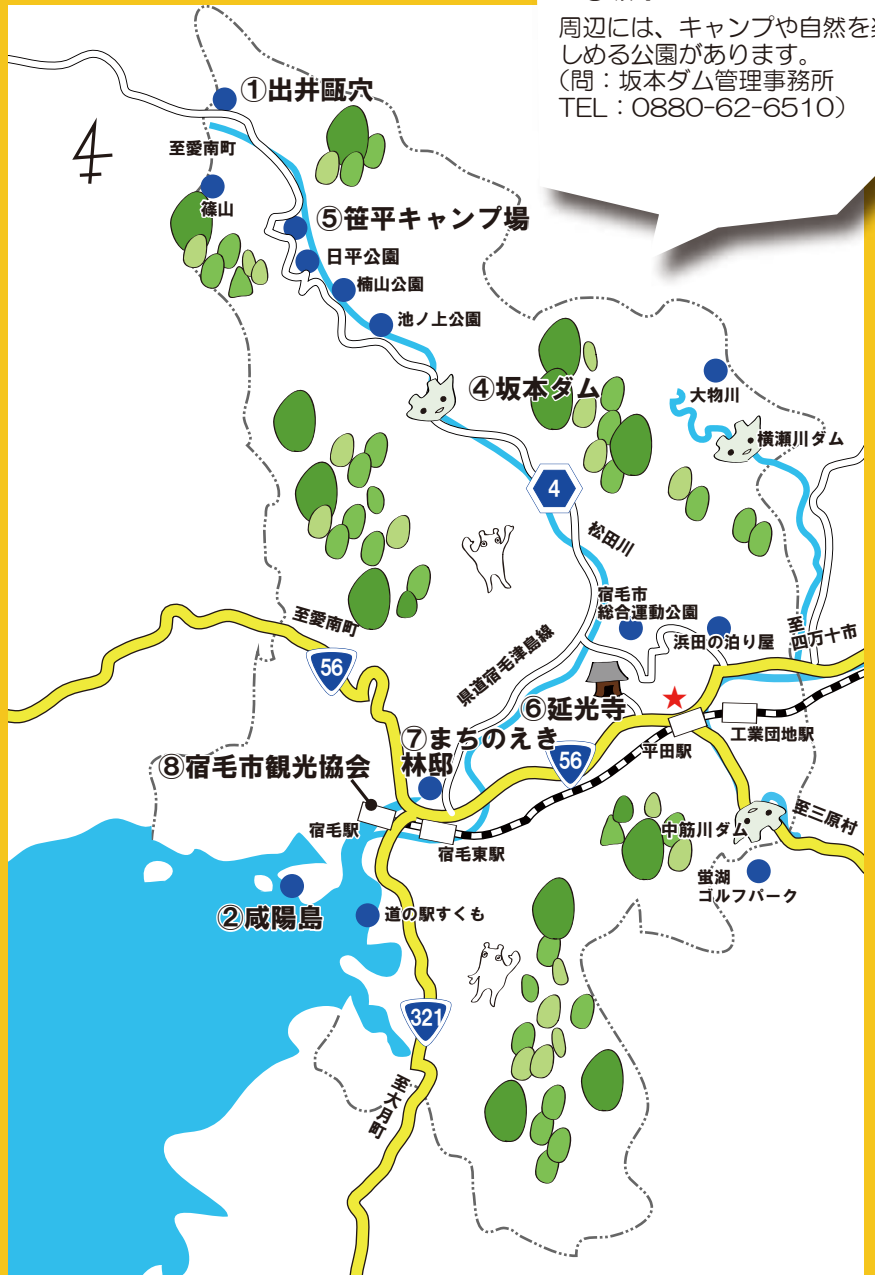 周辺には、キャンプや自然を
しめる公園があります。
(問:坂本ダム管理事務所
TEL:0880-62-6510)
①出井甌穴
至愛南町
篠山
⑤笹平キャンプ場
日平公園
楠山公園
池ノ上公園
④坂本ダム
大物川
横瀬川ダム
4
松田川
宿毛市
総合運動公園
浜田の泊り屋
至四万十市
至愛南町
56
県道宿毛津島線
⑥延光寺
⑦まちのえき
林邸
56
平田駅
工業団地駅
⑧宿毛市観光協会
宿毛駅
宿毛東駅
中筋川ダム
至三原村
蛍湖
ゴルフパーク
②咸陽島
道の駅すくも
321
至大月町